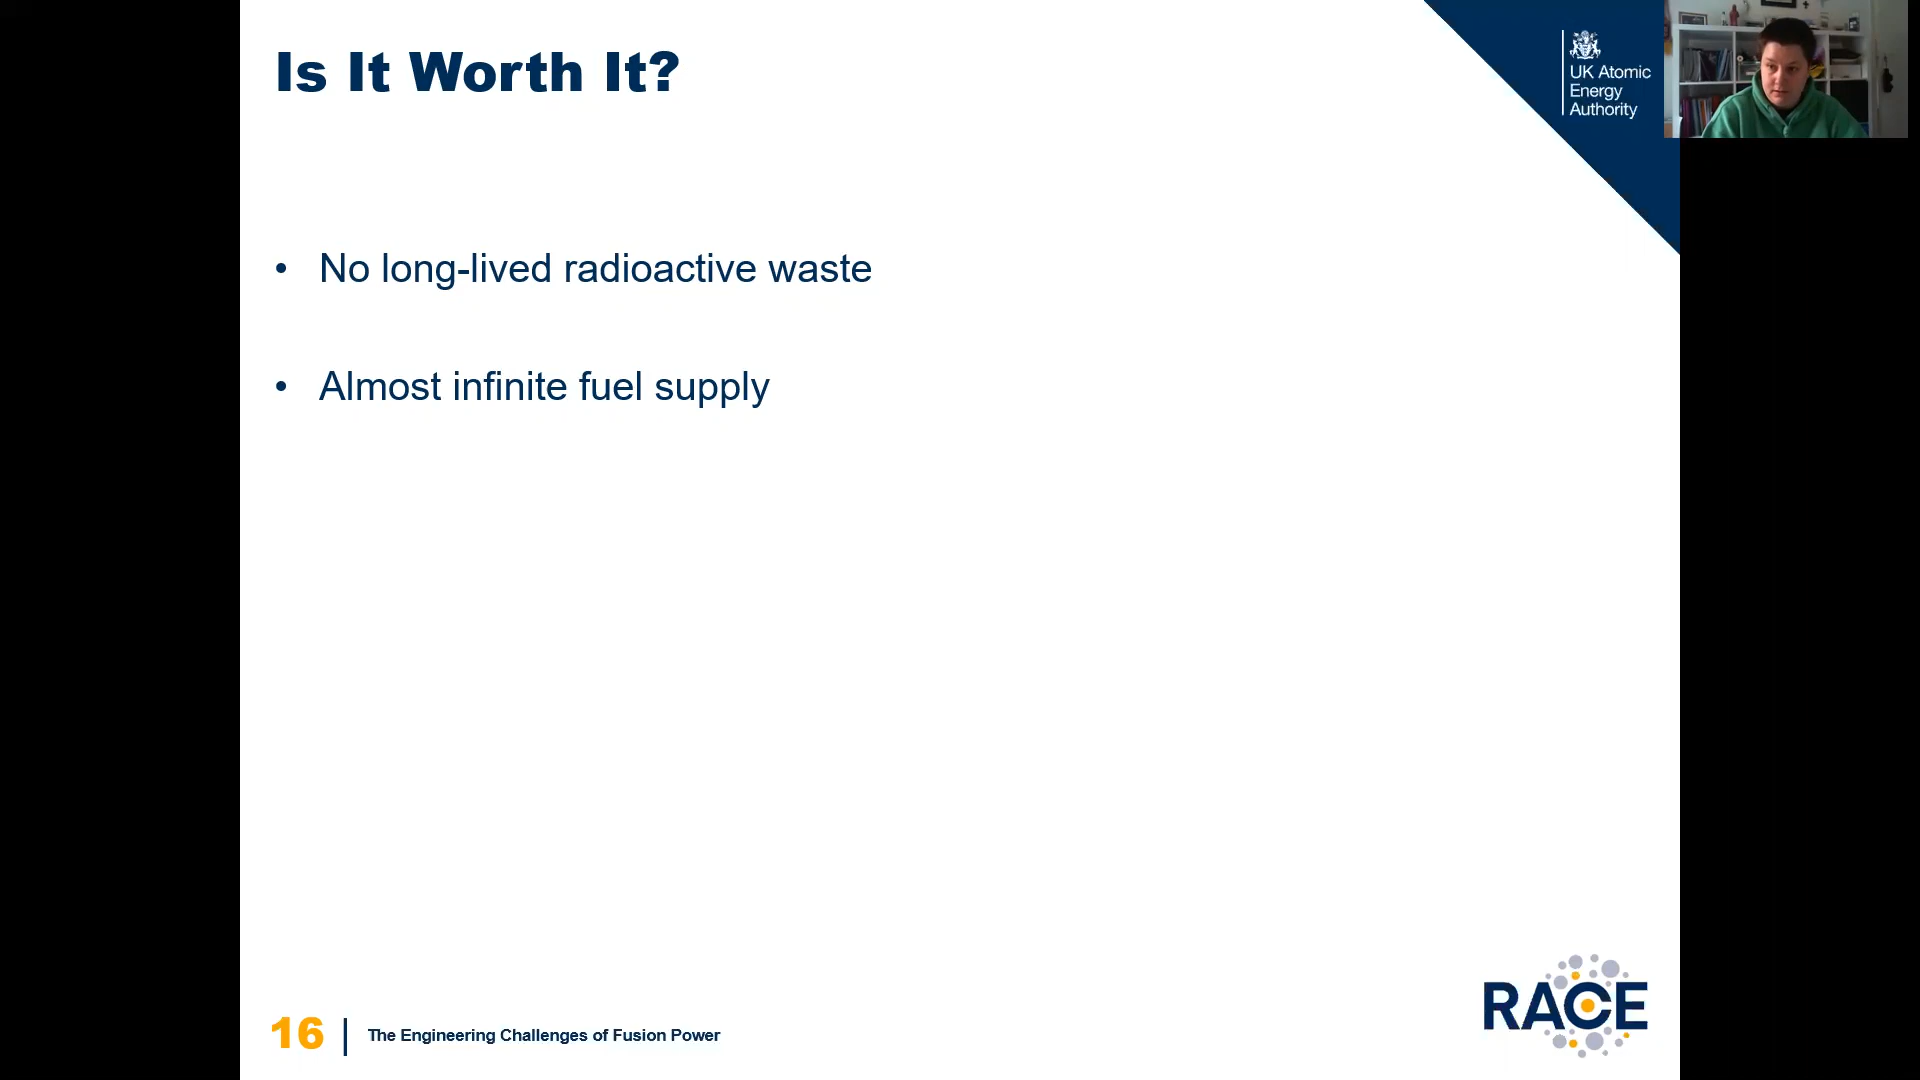 Is It Worth It?
UK Atomic
Energy
Authority
• No long-lived radioactive waste
• Almost infinite fuel supply
16
The Engineering Challenges of Fusion Power
RACE